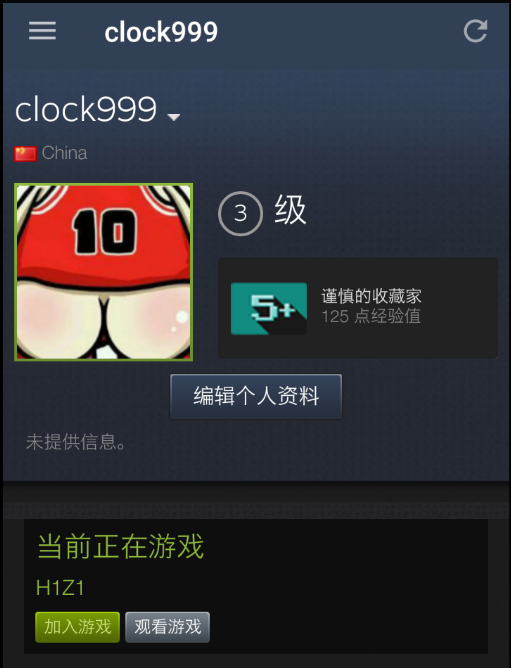 clock999
clock999
China
10
3 级
5+
谨慎的收藏家
125 点经验值
编辑个人资料
未提供信息。
当前正在游戏
H1Z1
加入游戏 观看游戏